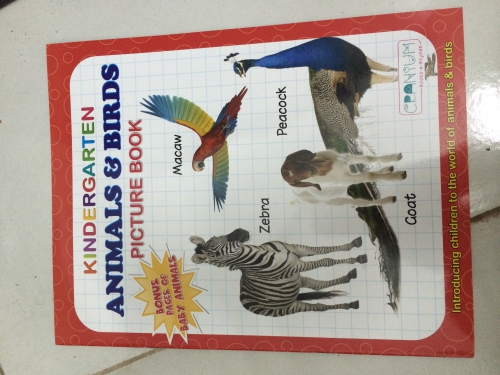 KINDERGARTEN
ANIMALS & BIRDS
PICTURE BOOK
BONUS
PAGES OF
BABY ANIMALS
Macaw
Peacock
Zebra
Goat
CRANIUM
Introducing children to the world of animals & birds